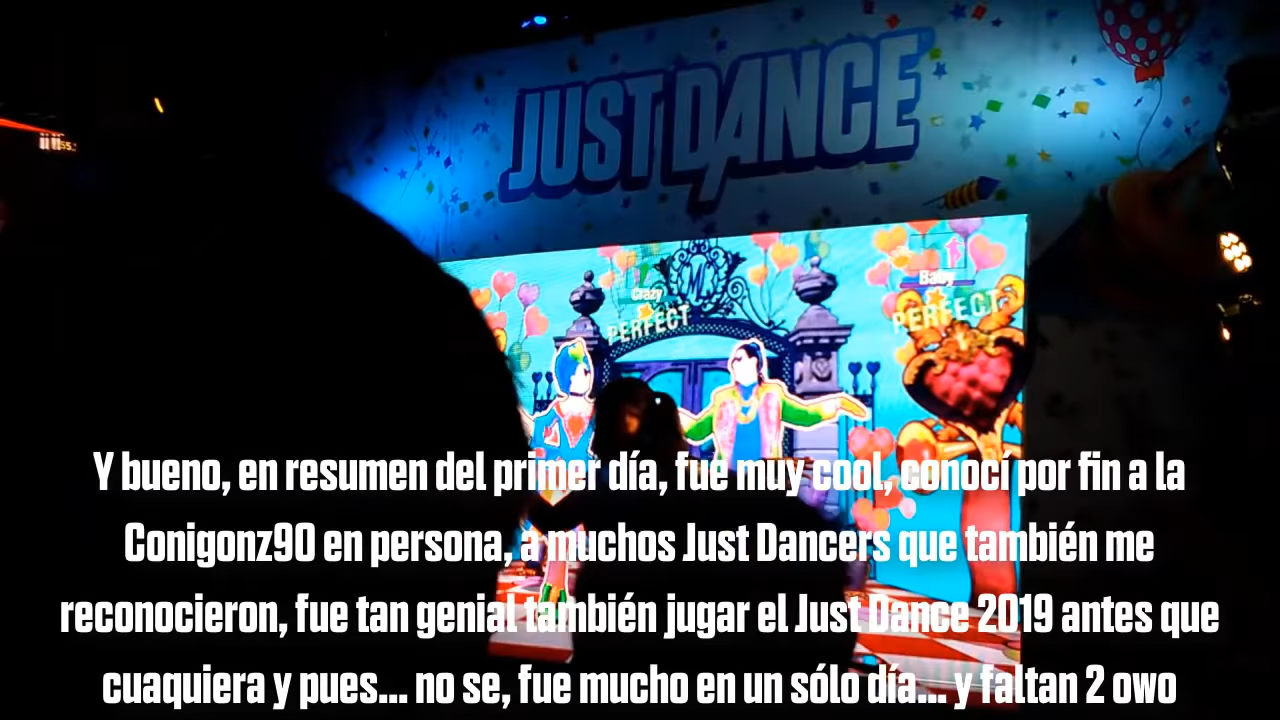 JUST DANCE
Crazy
PERFECT
Baby
PERFECT
Y bueno, en resumen del primer día, fue muy cool, conocí por fin a la
Conigonz90 en persona, a muchos Just Dancers que también me
reconocieron, fue tan genial también jugar el Just Dance 2019 antes que
cuaquiera y pues... no se, fue mucho en un sólo día... y faltan 2 owo